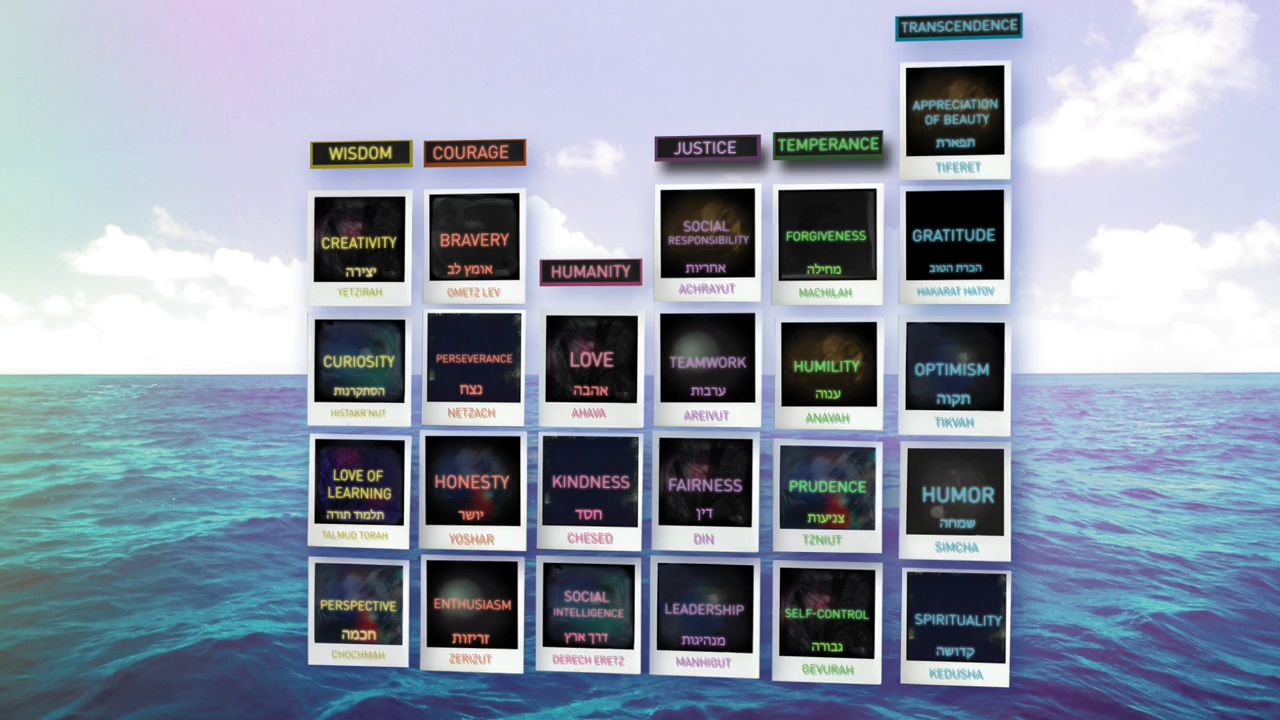 WISDOM
CREATIVITY
יצירה
YETZIRAH
CURIOSITY
הסתקרנות
HISTAKR'NUT
LOVE OF
LEARNING
תלמוד תורה
TALMUD TORAH
PERSPECTIVE
חכמה
CHOCHMAH
COURAGE
BRAVERY
אומץ לב
OMETZ LEV
PERSEVERANCE
נצח
NETZACH
HONESTY
יושר
YOSHAR
ENTHUSIASM
זריזות
ZERIZUT
HUMANITY
LOVE
אהבה
AHAVA
KINDNESS
חסד
CHESED
SOCIAL
INTELLIGENCE
דרך ארץ
DERECH ERETZ
JUSTICE
SOCIAL
RESPONSIBILITY
אחריות
ACHRAYUT
TEAMWORK
ערבות
AREIVUT
FAIRNESS
דין
DIN
LEADERSHIP
מנהיגות
MANHIGUT
TEMPERANCE
FORGIVENESS
מחילה
MACHILAH
HUMILITY
ענוה
ANAVAH
PRUDENCE
צניעות
TZNIUT
SELF-CONTROL
גבורה
GEVURAH
TRANSCENDENCE
APPRECIATION
OF BEAUTY
תפארת
TIFERET
GRATITUDE
הכרת הטוב
HAKARAT HATOV
OPTIMISM
תקוה
TIKVAH
HUMOR
שמחה
SIMCHA
SPIRITUALITY
קדושה
KEDUSHA